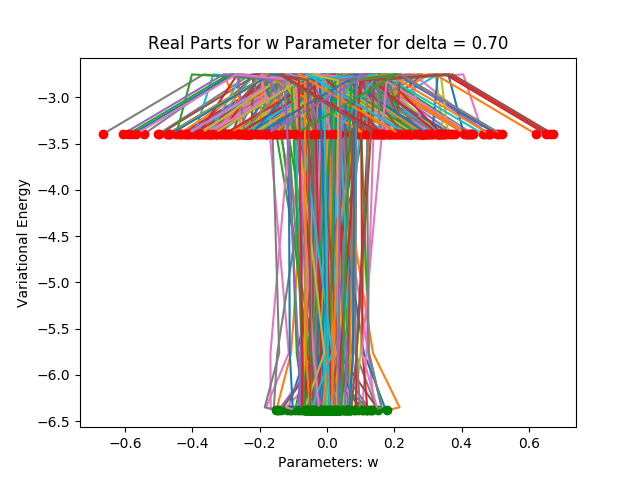 Real Parts for w Parameter for delta = 0.70
Variational Energy
−3.0
−3.5
−4.0
−4.5
−5.0
−5.5
−6.0
−6.5
−0.6 −0.4 −0.2 0.0 0.2 0.4 0.6
Parameters: w